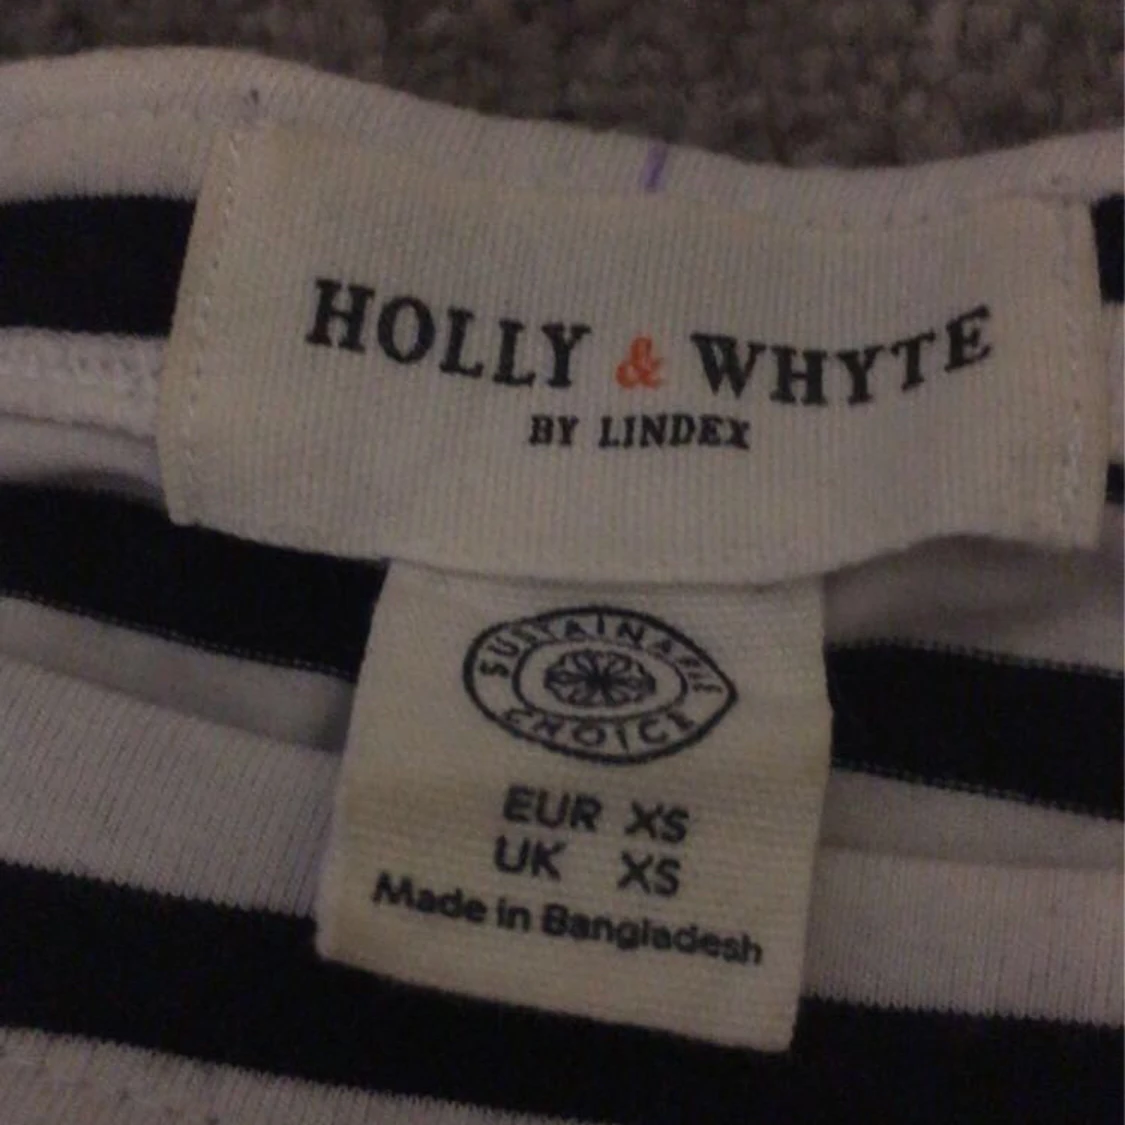 HOLLY & WHYTE
BY LINDEX
SUSTAINABLE
CHOICE
EUR XS
UK XS
Made in Bangladesh